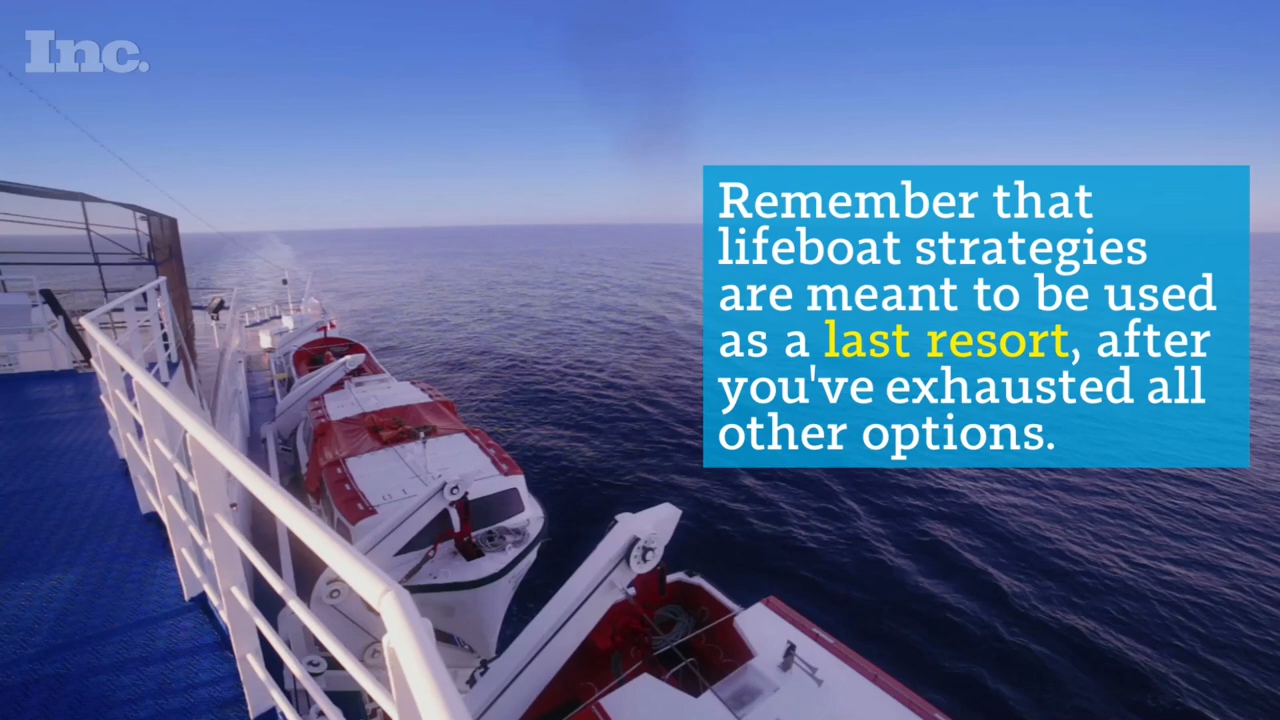 Inc.
Remember that
lifeboat strategies
are meant to be used
as a last resort, after
you've exhausted all
other options.